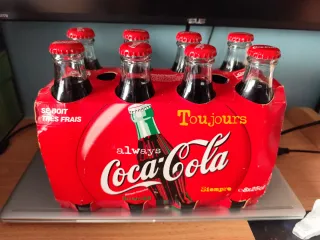 SE BOIT
TRÈS FRAIS
Toujours
always
Coca-Cola
Siempre